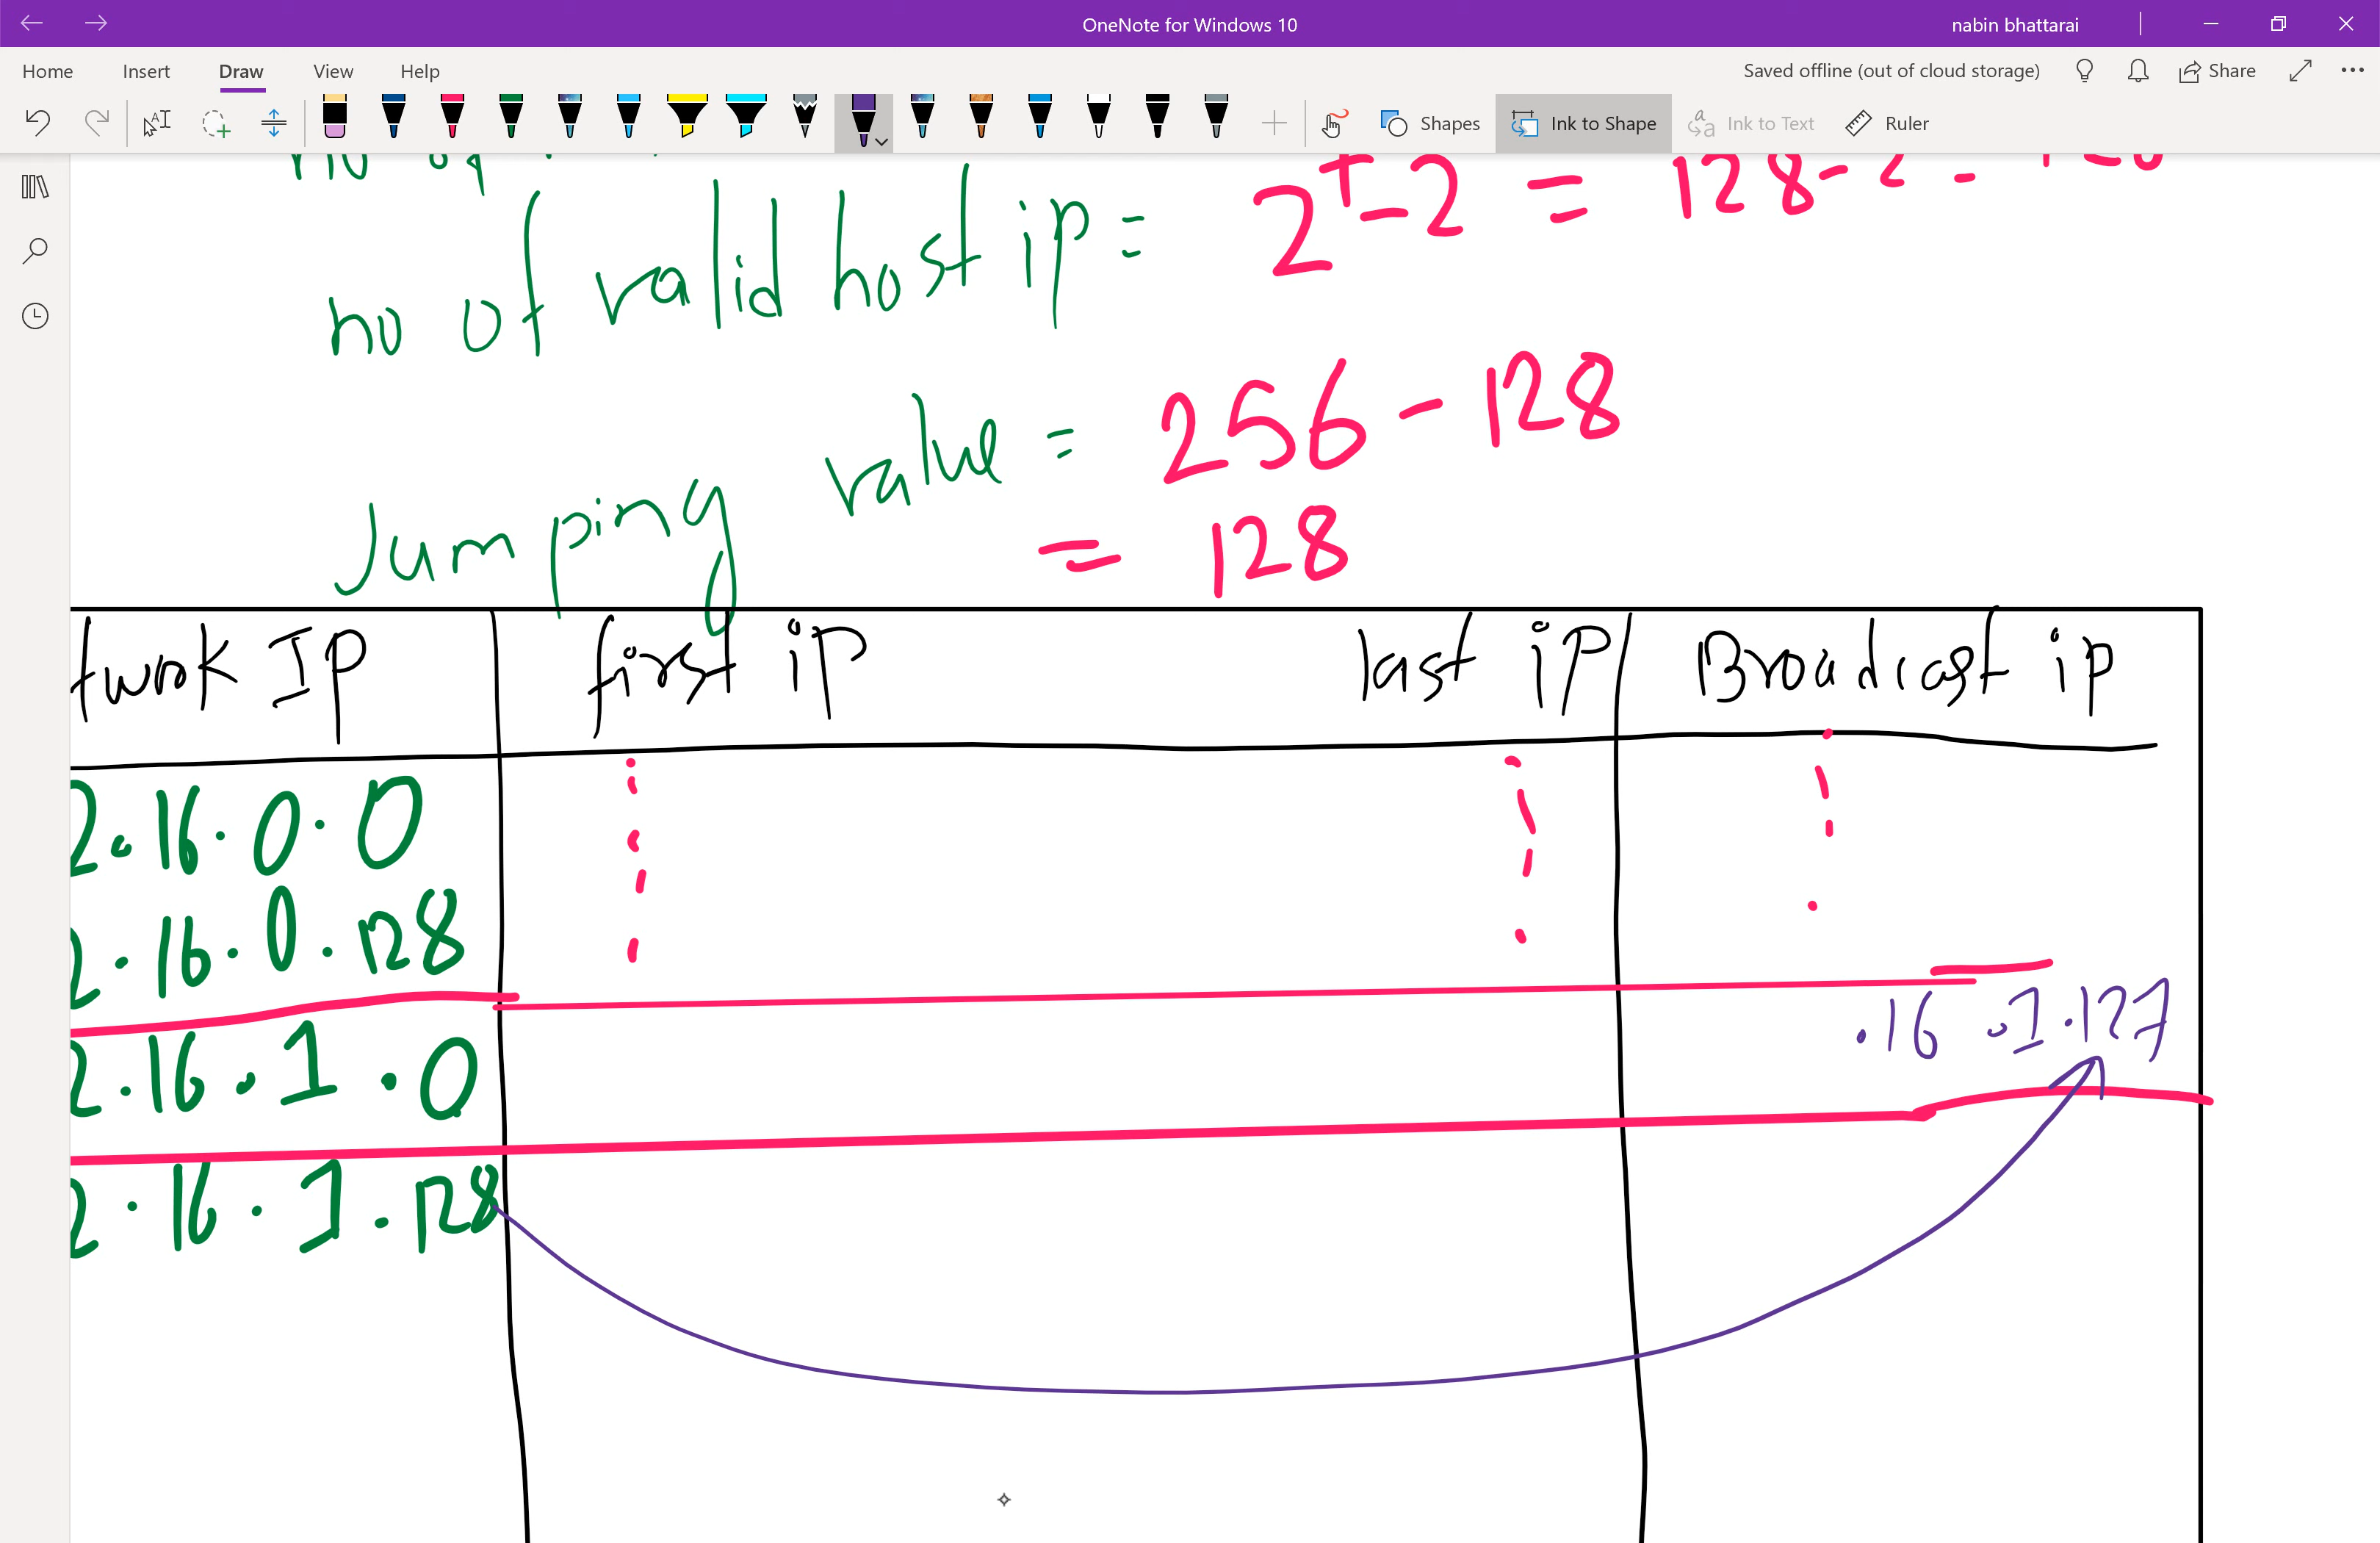 OneNote for Windows 10
nabin bhattarai
Home Insert Draw View Help
Saved offline (out of cloud storage)
Share
Shapes
Ink to Shape
Ink to Text
Ruler
no of
no of valid host ip = 2⁷-2 = 128-2 =
Jumping value = 256-128
= 128
twork IP first iP last iP Broadcast ip
2.16.0.0
2.16.0.128
2.16.1.0 .16.1.127
2.16.1.128